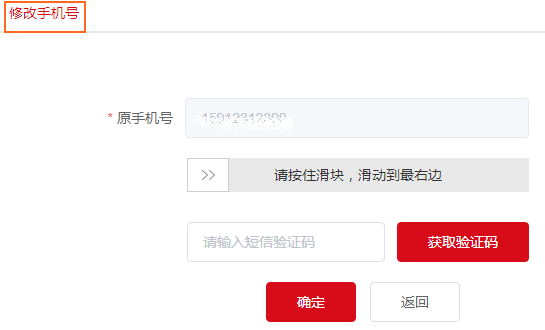 修改手机号
* 原手机号
>>
请按住滑块，滑动到最右边
请输入短信验证码 获取验证码
确定 返回